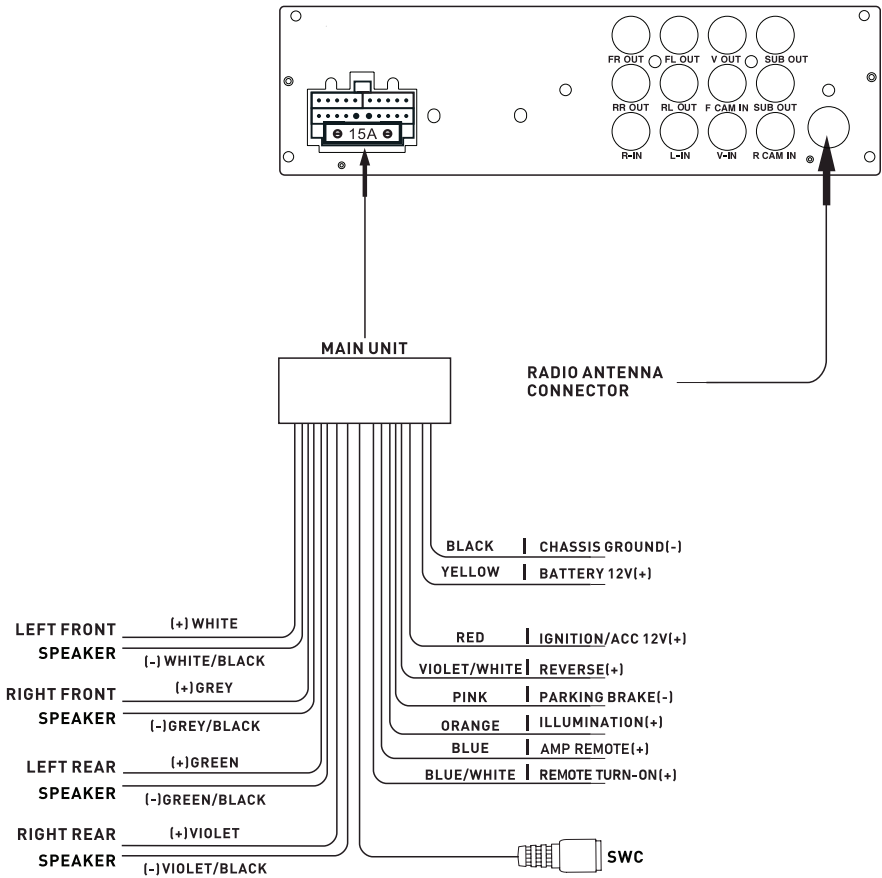 FR OUT FL OUT V OUT SUB OUT
RR OUT RL OUT F CAM IN SUB OUT
15A
R-IN L-IN V-IN R CAM IN
MAIN UNIT
RADIO ANTENNA
CONNECTOR
BLACK CHASSIS GROUND(-)
YELLOW BATTERY 12V(+)
LEFT FRONT
SPEAKER
(+) WHITE
(-) WHITE/BLACK
RIGHT FRONT
SPEAKER
(+)GREY
(-)GREY/BLACK
LEFT REAR
SPEAKER
(+)GREEN
(-)GREEN/BLACK
RIGHT REAR
SPEAKER
(+)VIOLET
(-)VIOLET/BLACK
RED IGNITION/ACC 12V(+)
VIOLET/WHITE REVERSE(+)
PINK PARKING BRAKE(-)
ORANGE ILLUMINATION(+)
BLUE AMP REMOTE(+)
BLUE/WHITE REMOTE TURN-ON(+)
SWC